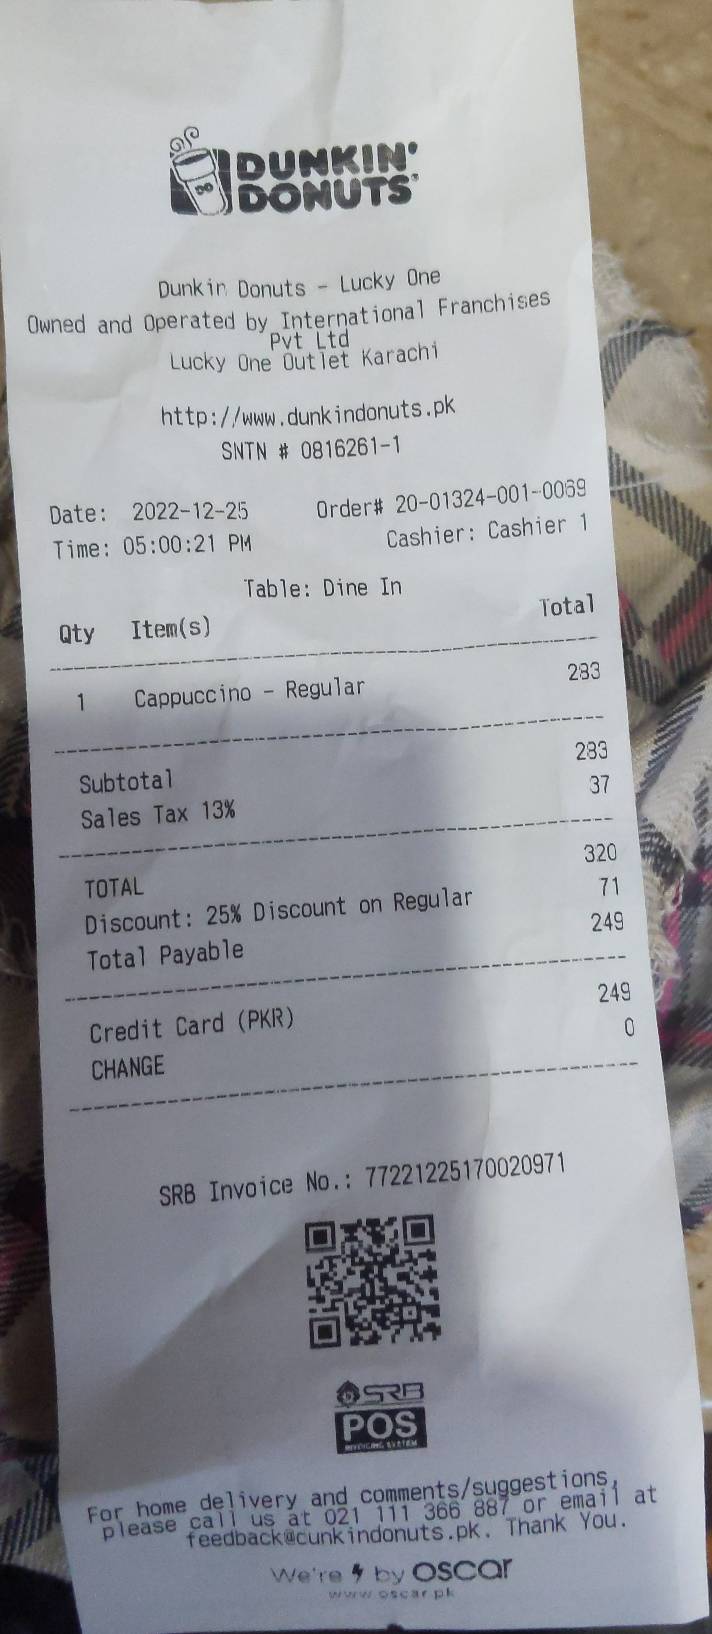 DUNKIN'
DONUTS
Dunkin Donuts - Lucky One
Owned and Operated by International Franchises
Pvt Ltd
Lucky One Outlet Karachi
http://www.dunkindonuts.pk
SNTN # 0816261-1
Date: 2022-12-25 Order# 20-01324-001-0069
Time: 05:00:21 PM Cashier: Cashier 1
Table: Dine In
Qty Item(s) Total
1 Cappuccino - Regular 283
Subtotal 283
Sales Tax 13% 37
TOTAL 320
Discount: 25% Discount on Regular 71
Total Payable 249
Credit Card (PKR) 249
CHANGE 0
SRB Invoice No.: 77221225170020971
SRB
POS
INVOICING SYSTEM
For home delivery and comments/suggestions,
please call us at 021 111 366 887 or email at
feedback@cunkindonuts.pk. Thank You.
We're by oscar
www.oscar.pk